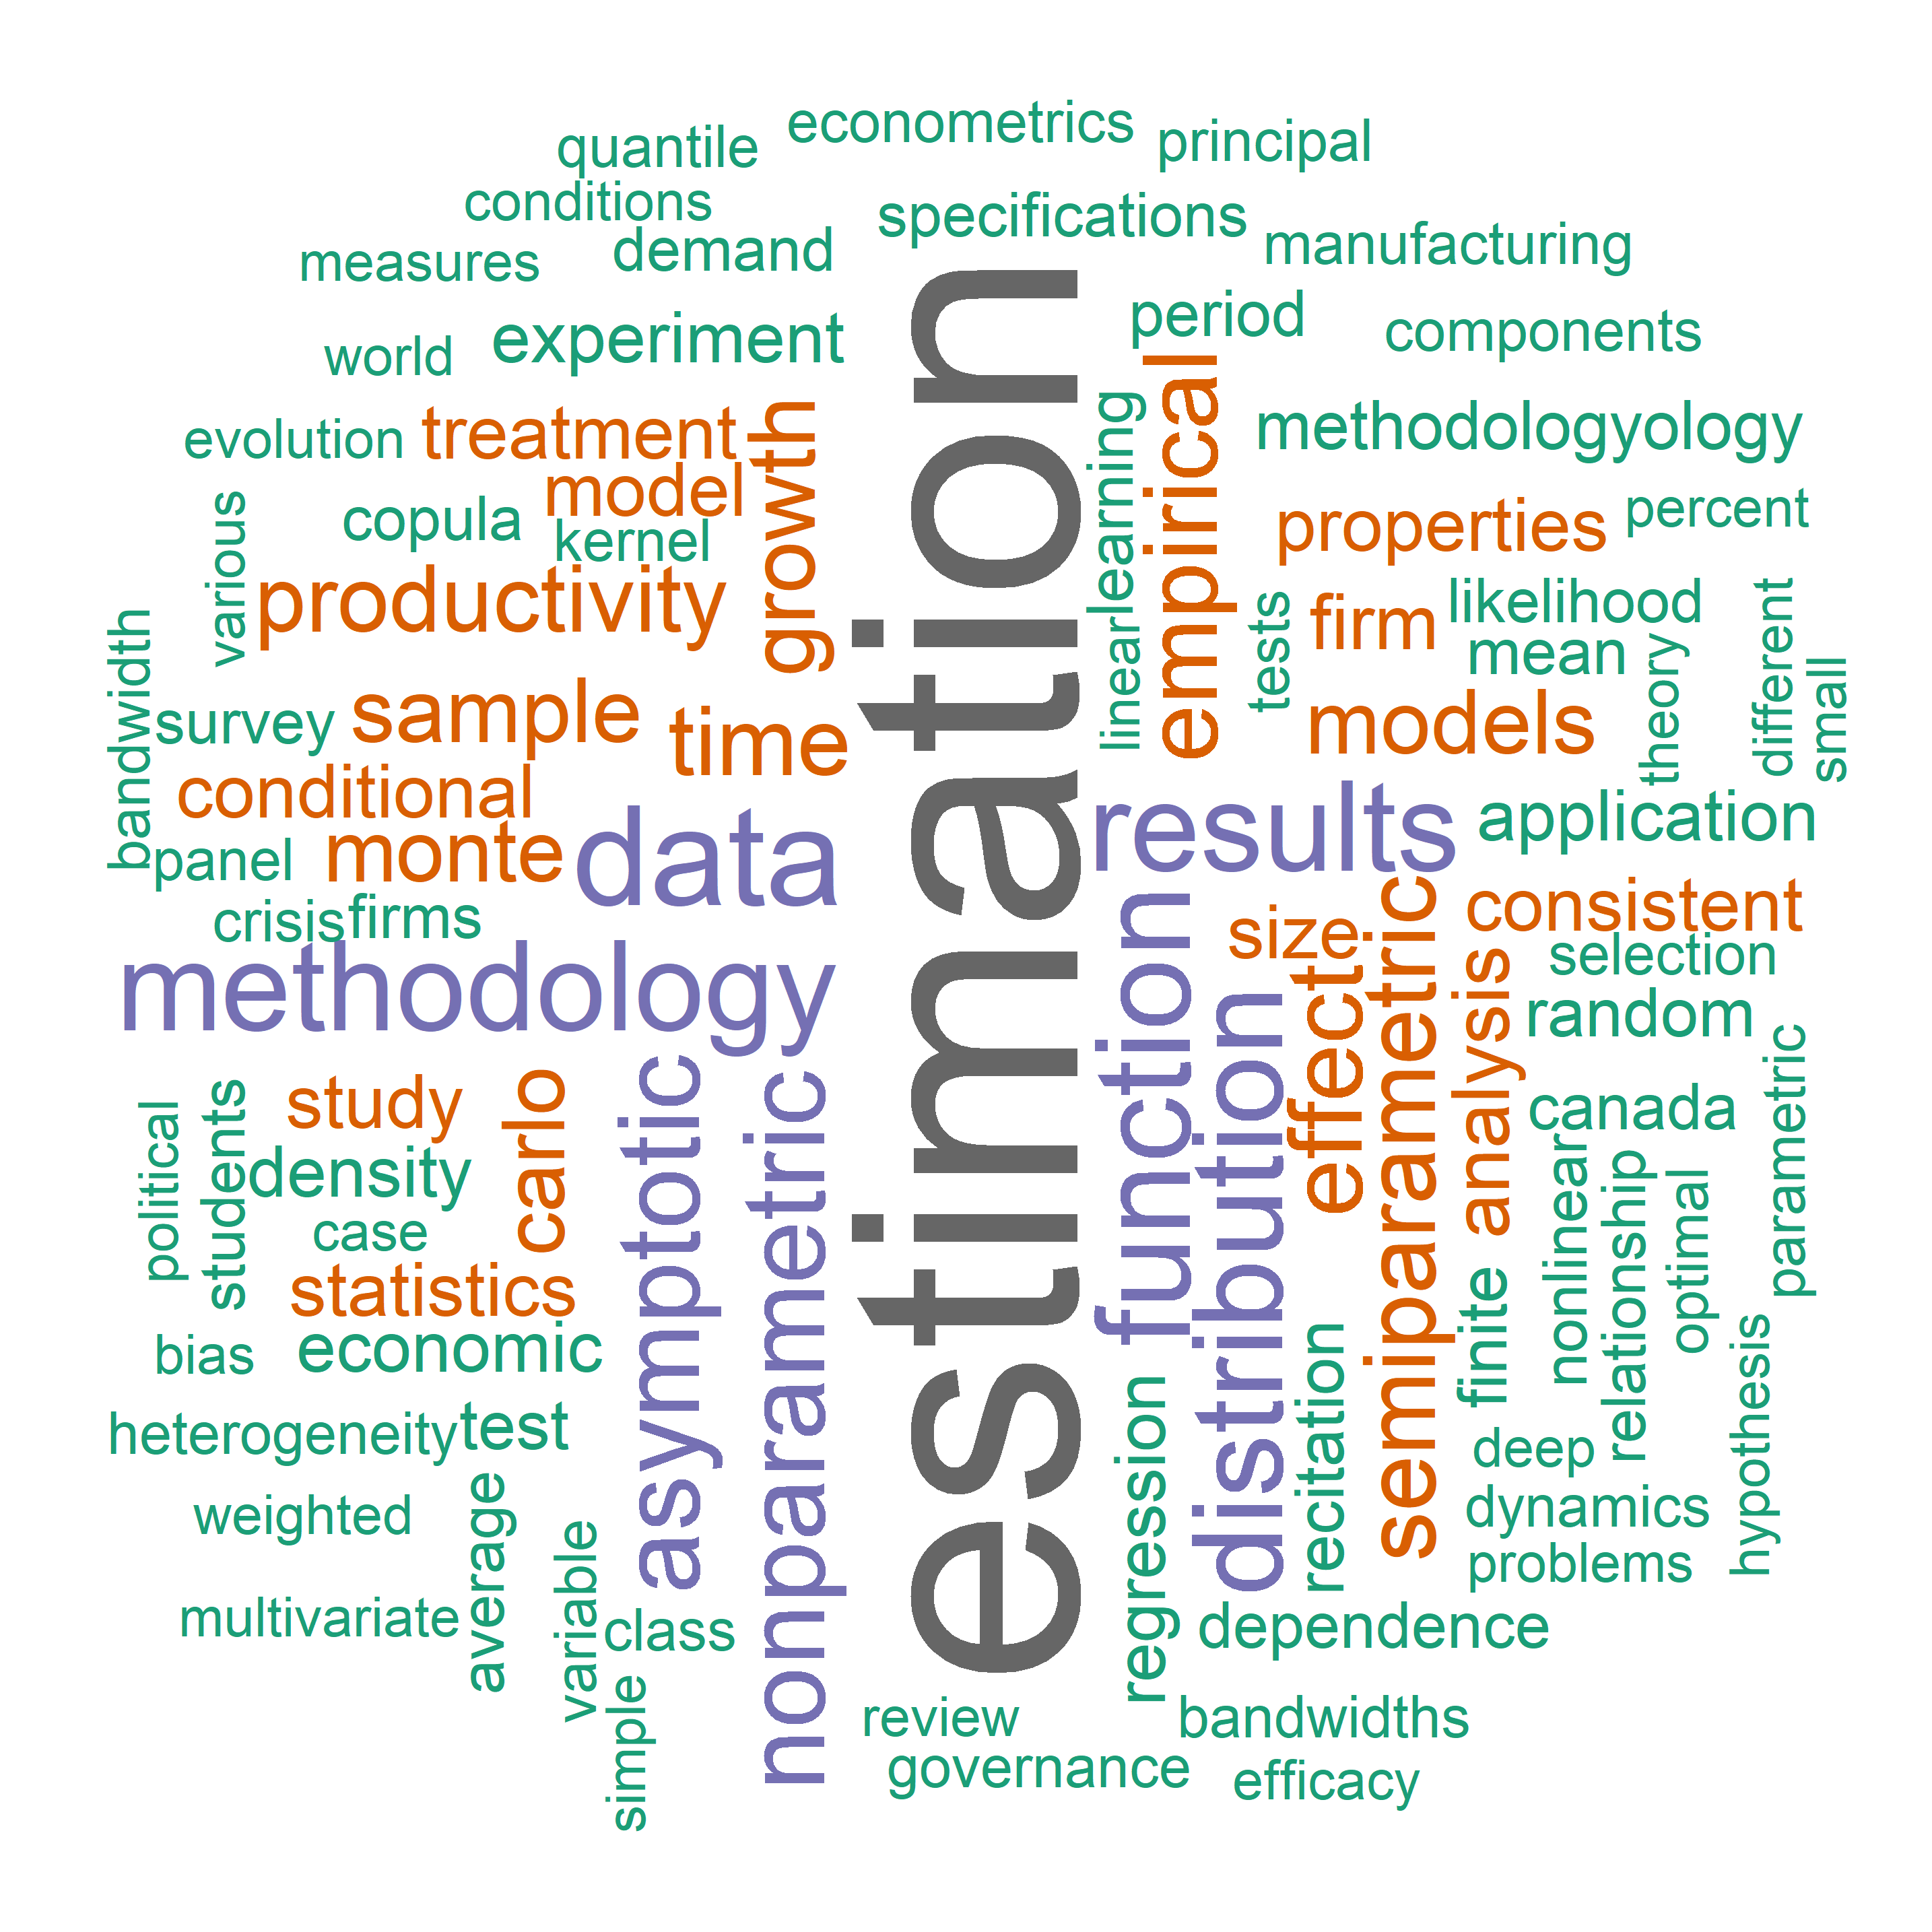 econometrics
principal
quantile
conditions
specifications
manufacturing
demand
measures
period
components
experiment
world
empirical
learning
methodologyology
treatment
evolution
growth
model
copula
kernel
various
properties
percent
productivity
estimation
linear
tests
firm
likelihood
mean
theory
different
small
bandwidth
survey
sample
time
models
conditional
data
results
application
panel
monte
crisis
firms
size
consistent
selection
methodology
function
distribution
effect
semiparametric
analysis
random
study
carlo
asymptotic
nonparametric
canada
parametric
political
students
density
case
nonlinear
relationship
optimal
statistics
finite
bias
economic
hypothesis
heterogeneity
test
regression
recitation
deep
weighted
average
variable
dynamics
problems
multivariate
class
dependence
simple
review
bandwidths
governance
efficacy